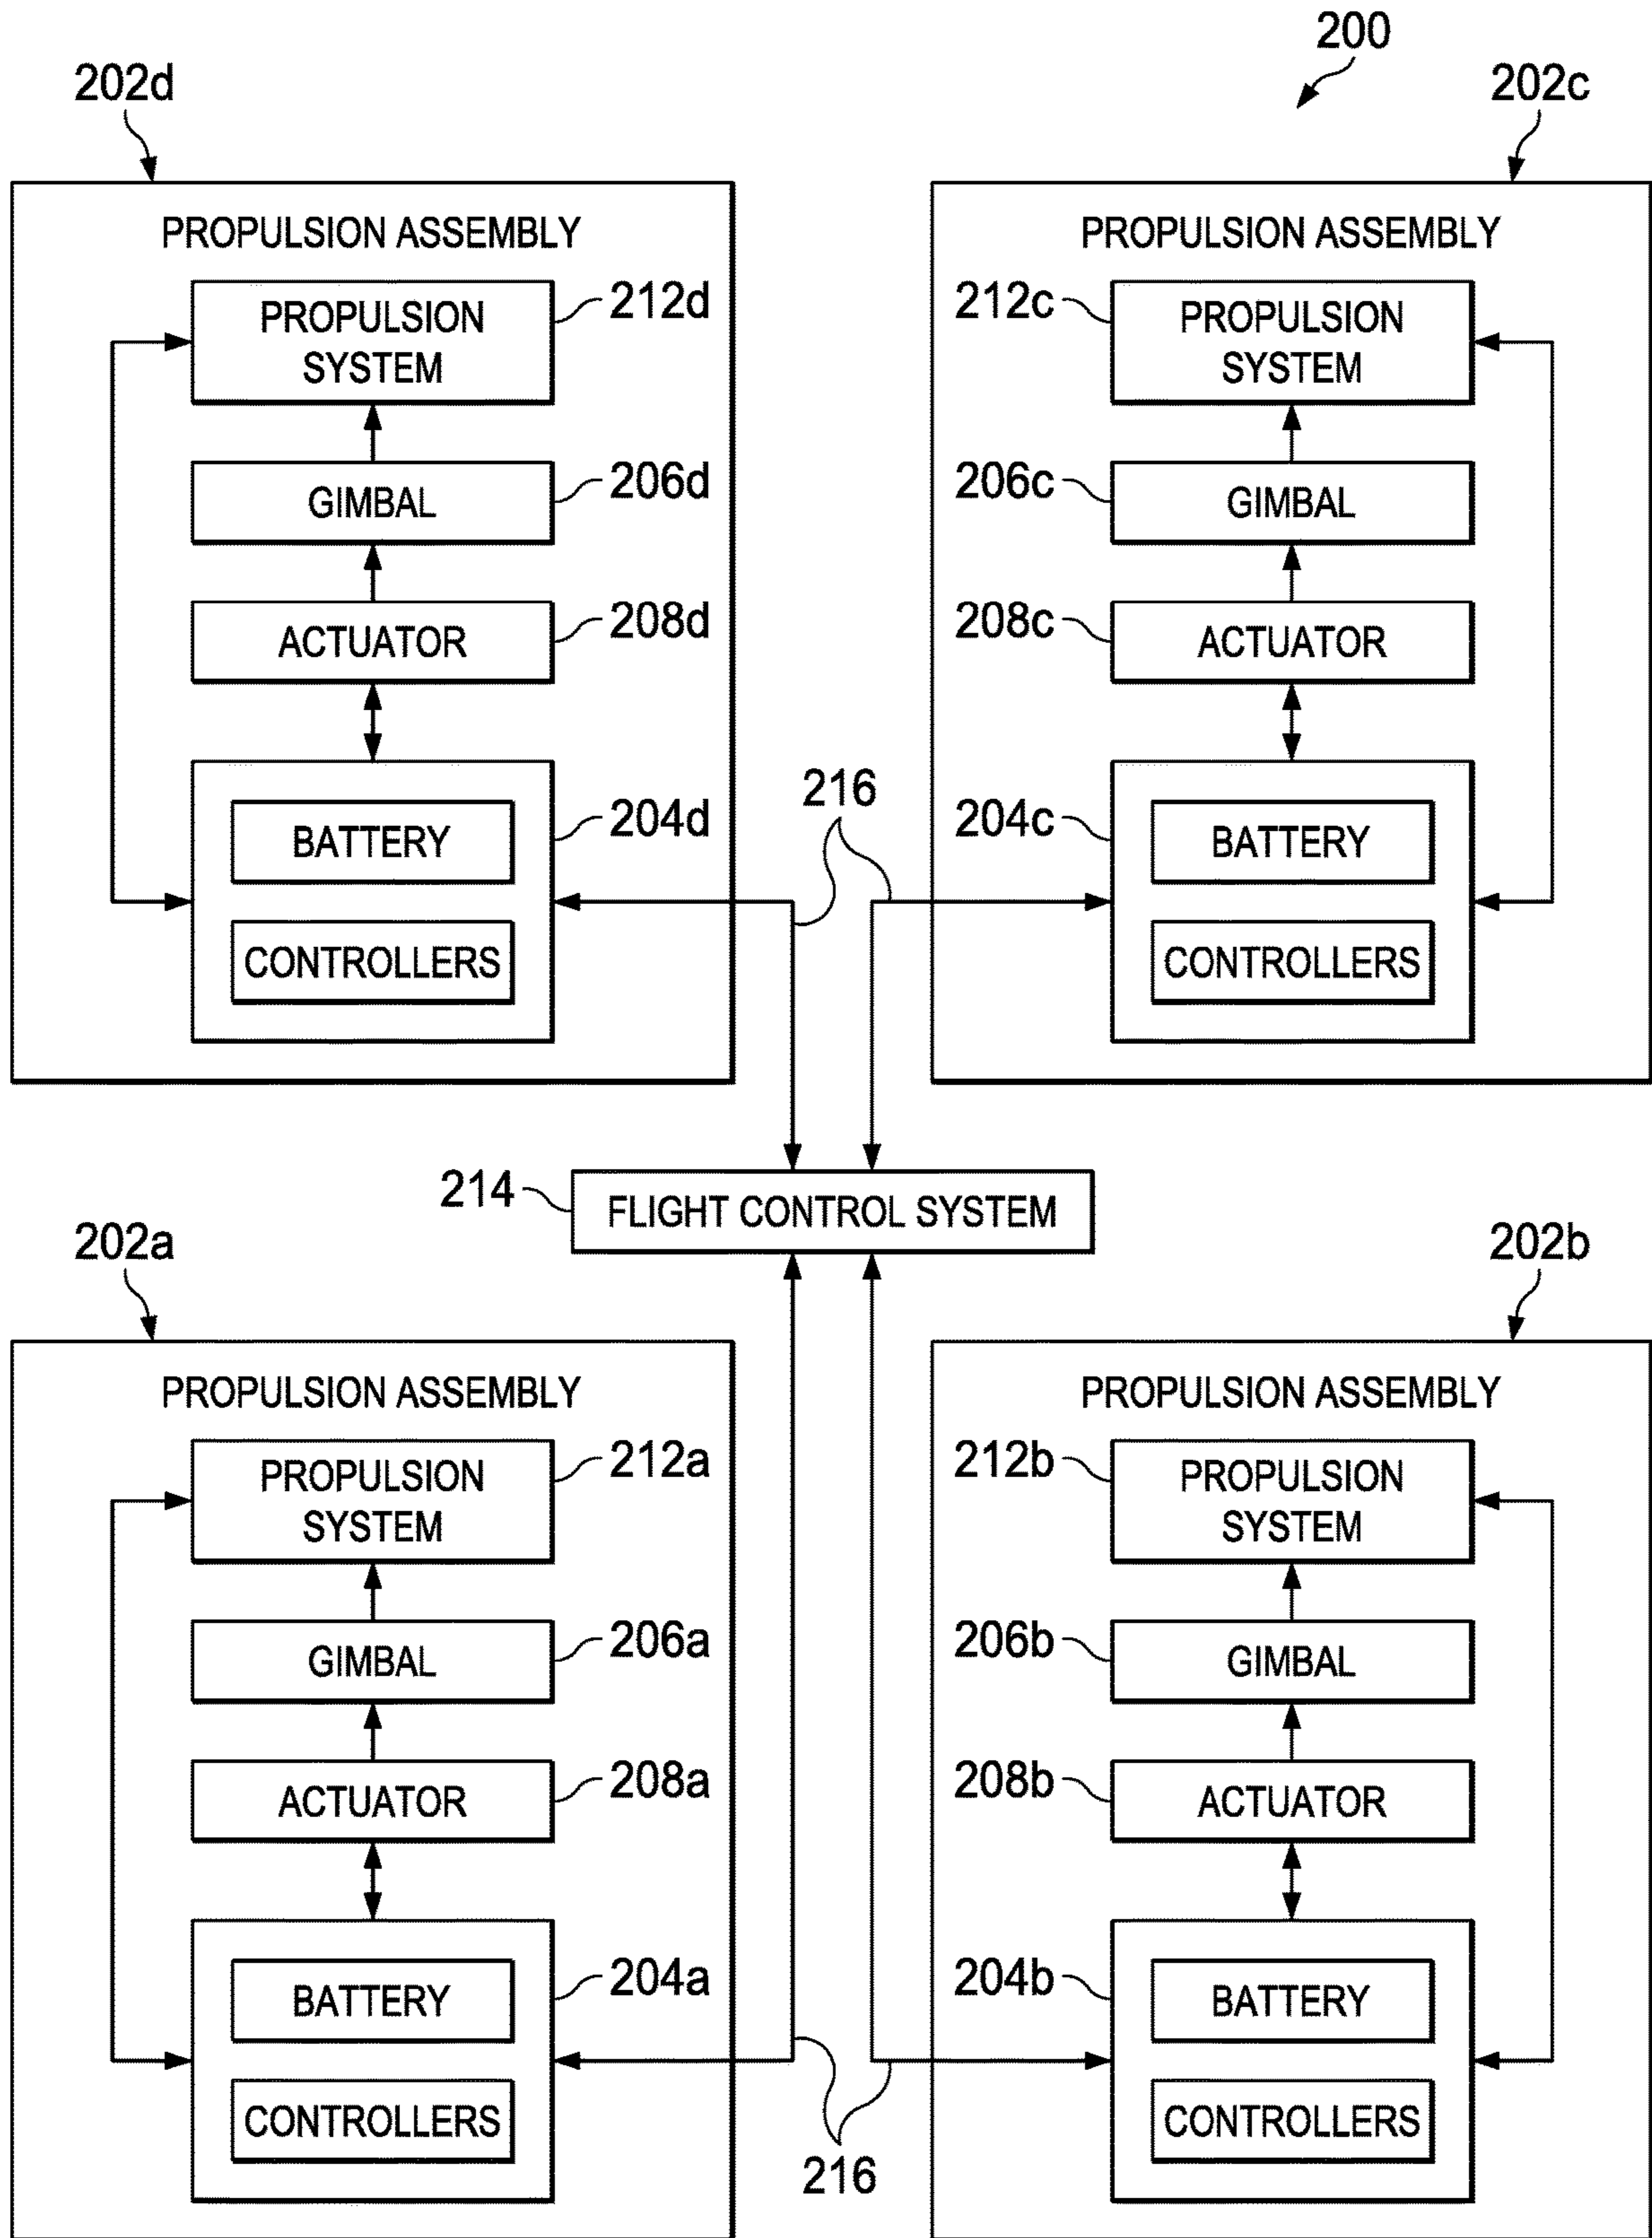 200
202d
202c
PROPULSION ASSEMBLY
PROPULSION
SYSTEM
212d
GIMBAL
206d
ACTUATOR
208d
BATTERY
204d
CONTROLLERS
PROPULSION ASSEMBLY
212c
PROPULSION
SYSTEM
206c
GIMBAL
208c
ACTUATOR
204c
BATTERY
CONTROLLERS
216
214
FLIGHT CONTROL SYSTEM
202a
202b
PROPULSION ASSEMBLY
PROPULSION
SYSTEM
212a
GIMBAL
206a
ACTUATOR
208a
BATTERY
204a
CONTROLLERS
PROPULSION ASSEMBLY
212b
PROPULSION
SYSTEM
206b
GIMBAL
208b
ACTUATOR
204b
BATTERY
CONTROLLERS
216